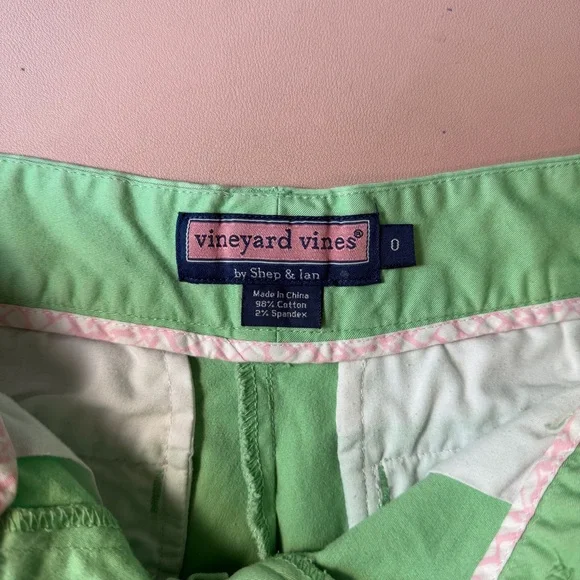 vineyard vines®
0
by Shep & Ian
Made in China
98% Cotton
2% Spandex